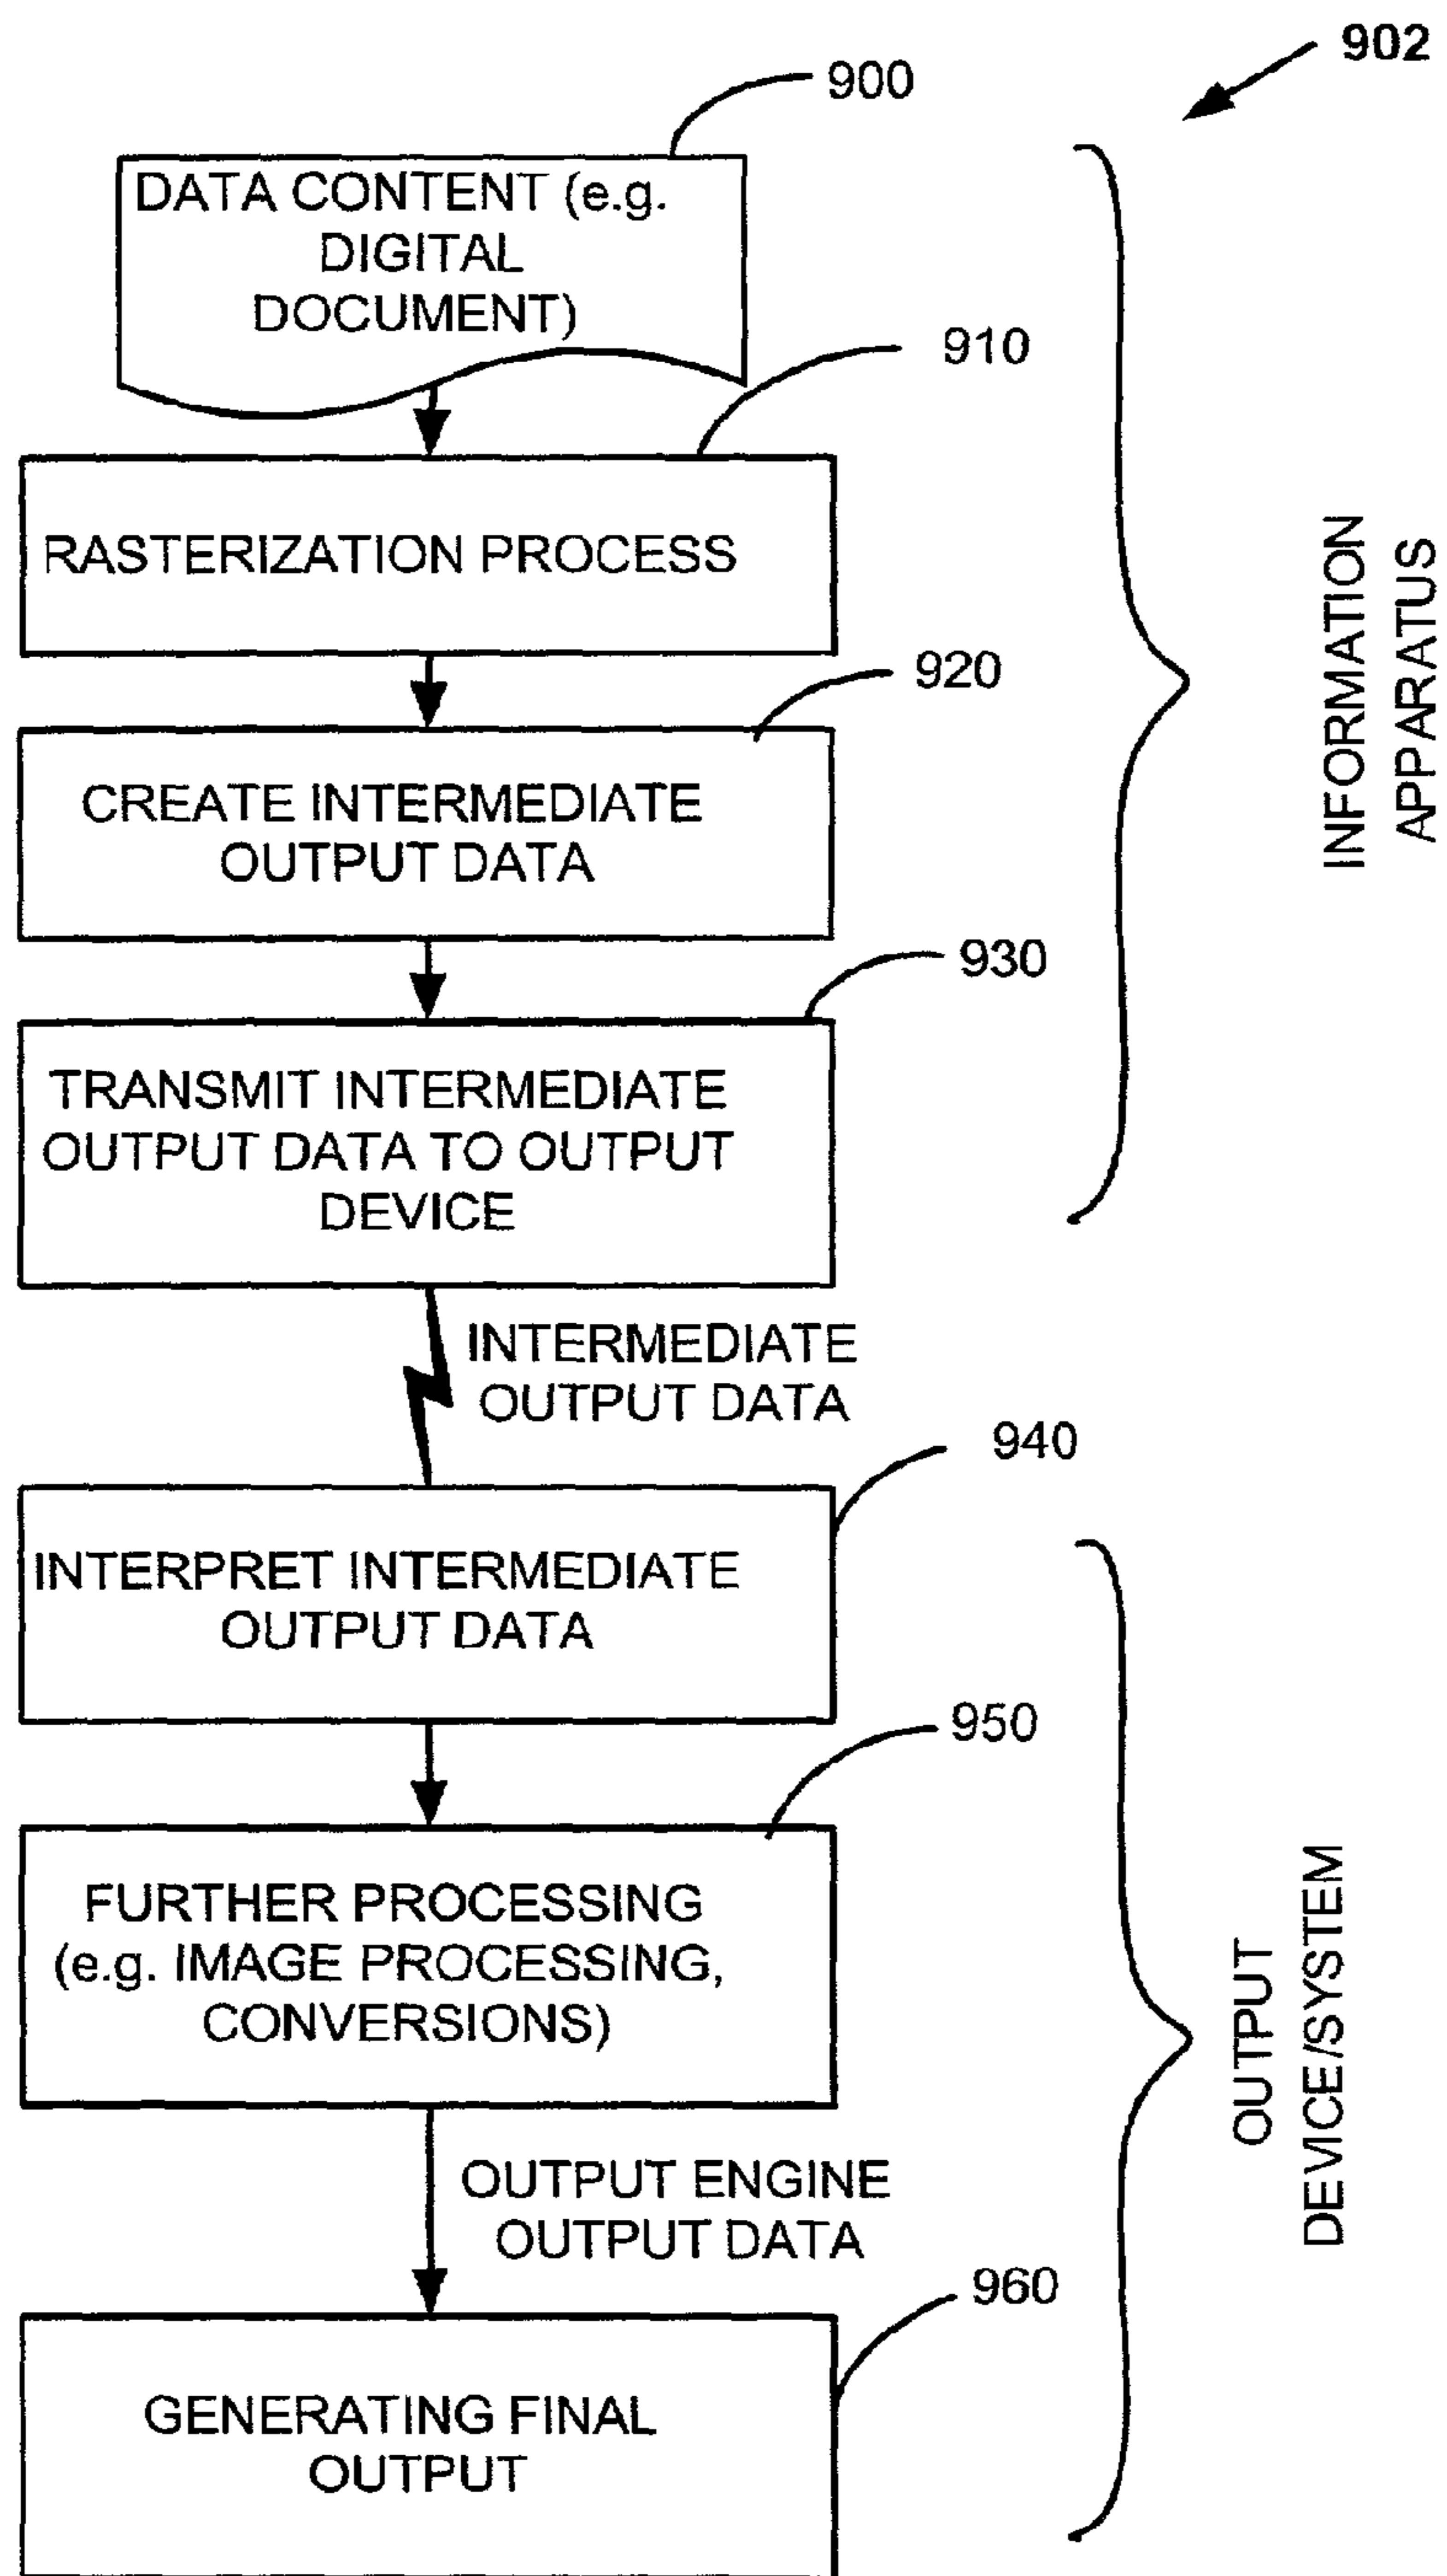 902
900
DATA CONTENT (e.g.
DIGITAL
DOCUMENT)
910
RASTERIZATION PROCESS
920
CREATE INTERMEDIATE
OUTPUT DATA
930
TRANSMIT INTERMEDIATE
OUTPUT DATA TO OUTPUT
DEVICE
INFORMATION
APPARATUS
INTERMEDIATE
OUTPUT DATA
940
INTERPRET INTERMEDIATE
OUTPUT DATA
950
FURTHER PROCESSING
(e.g. IMAGE PROCESSING,
CONVERSIONS)
OUTPUT ENGINE
OUTPUT DATA
960
GENERATING FINAL
OUTPUT
OUTPUT
DEVICE/SYSTEM